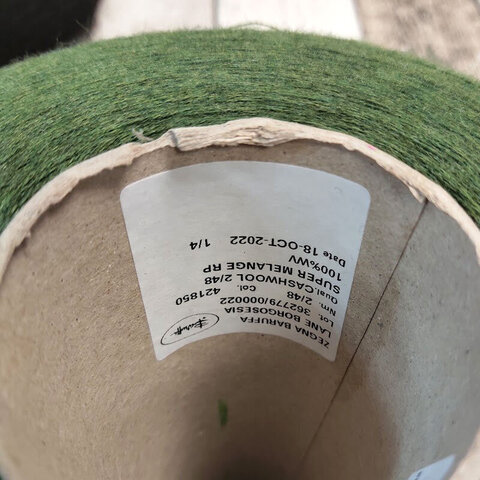 ZEGNA BARUFFA
LANE BORGOSESIA
Lot. 362779/000022
Nm. 2/48 Col. 421850
Qual. CASHWOOL 2/48
SUPER MELANGE RP
100%WV
Date 18-OCT-2022 1/4